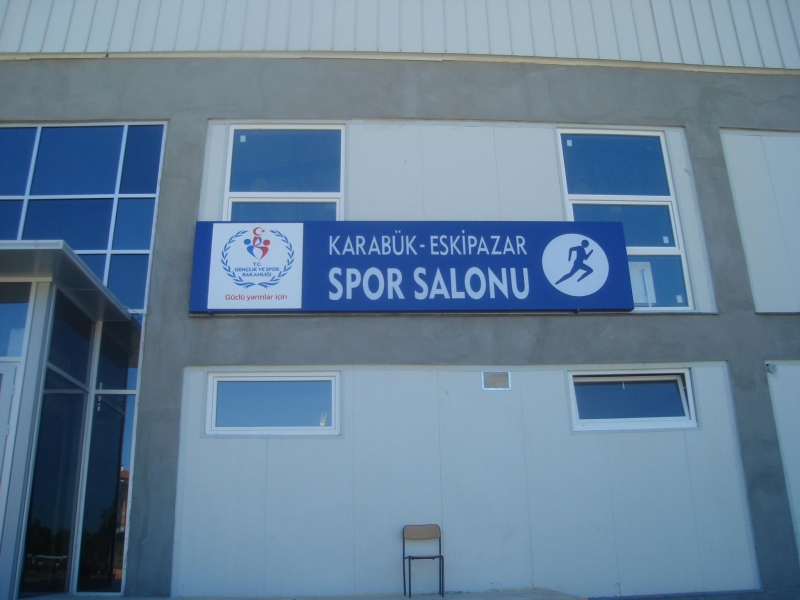 T.C.
GENÇLİK VE SPOR
BAKANLIĞI
Güçlü yarınlar için
KARABÜK - ESKİPAZAR
SPOR SALONU